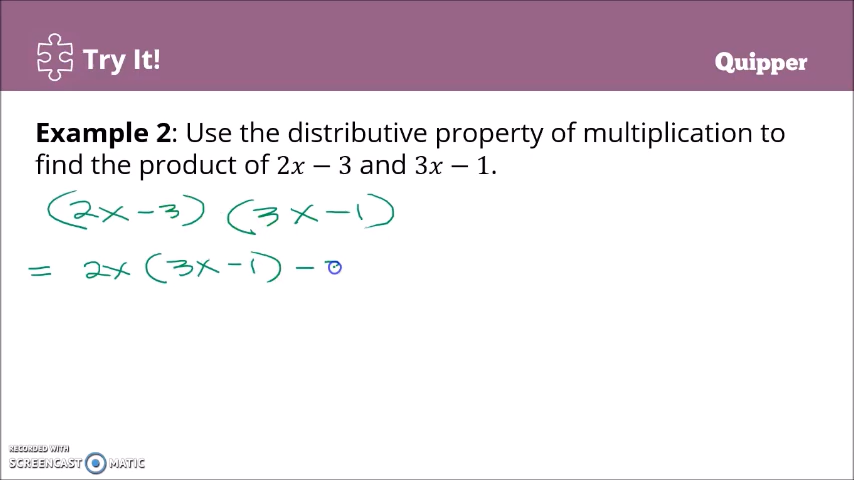 Try It!
Quipper
Example 2: Use the distributive property of multiplication to
find the product of 2x − 3 and 3x − 1.
(2x - 3) (3x - 1)
= 2x (3x - 1) -
RECORDED WITH
SCREENCAST MATIC